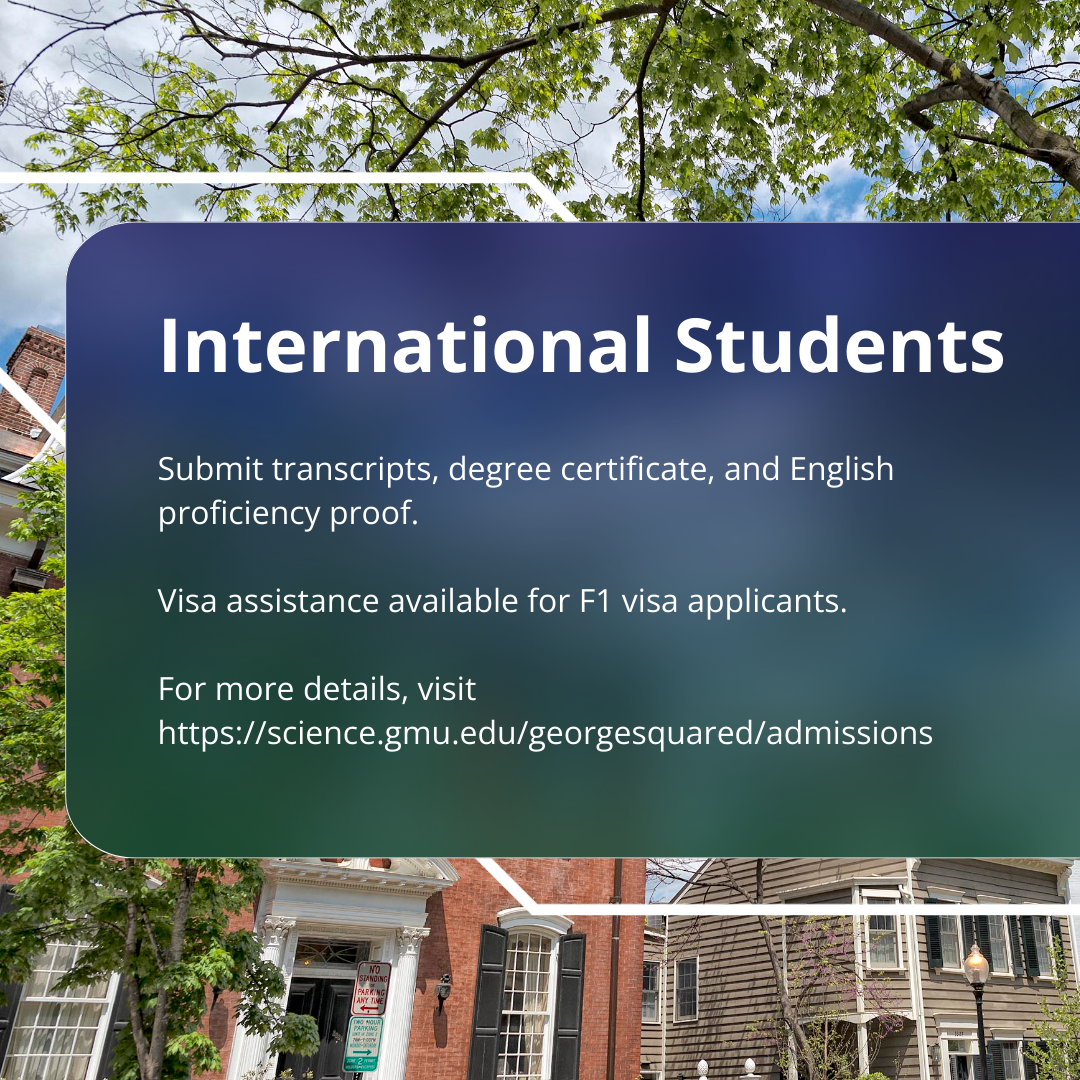 International Students
Submit transcripts, degree certificate, and English
proficiency proof.
Visa assistance available for F1 visa applicants.
For more details, visit
https://science.gmu.edu/georgesquared/admissions
NO
STANDING
PARKING
ANY TIME
TWO HOUR
PARKING